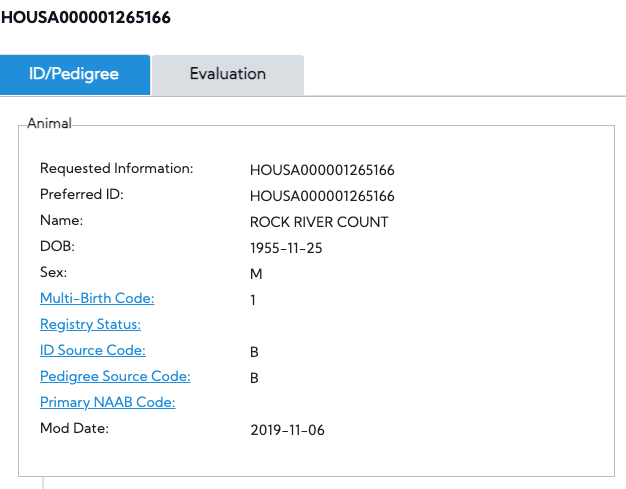 HOUSA000001265166
ID/Pedigree Evaluation
Animal
Requested Information: HOUSA000001265166
Preferred ID: HOUSA000001265166
Name: ROCK RIVER COUNT
DOB: 1955-11-25
Sex: M
Multi-Birth Code: 1
Registry Status:
ID Source Code: B
Pedigree Source Code: B
Primary NAAB Code:
Mod Date: 2019-11-06